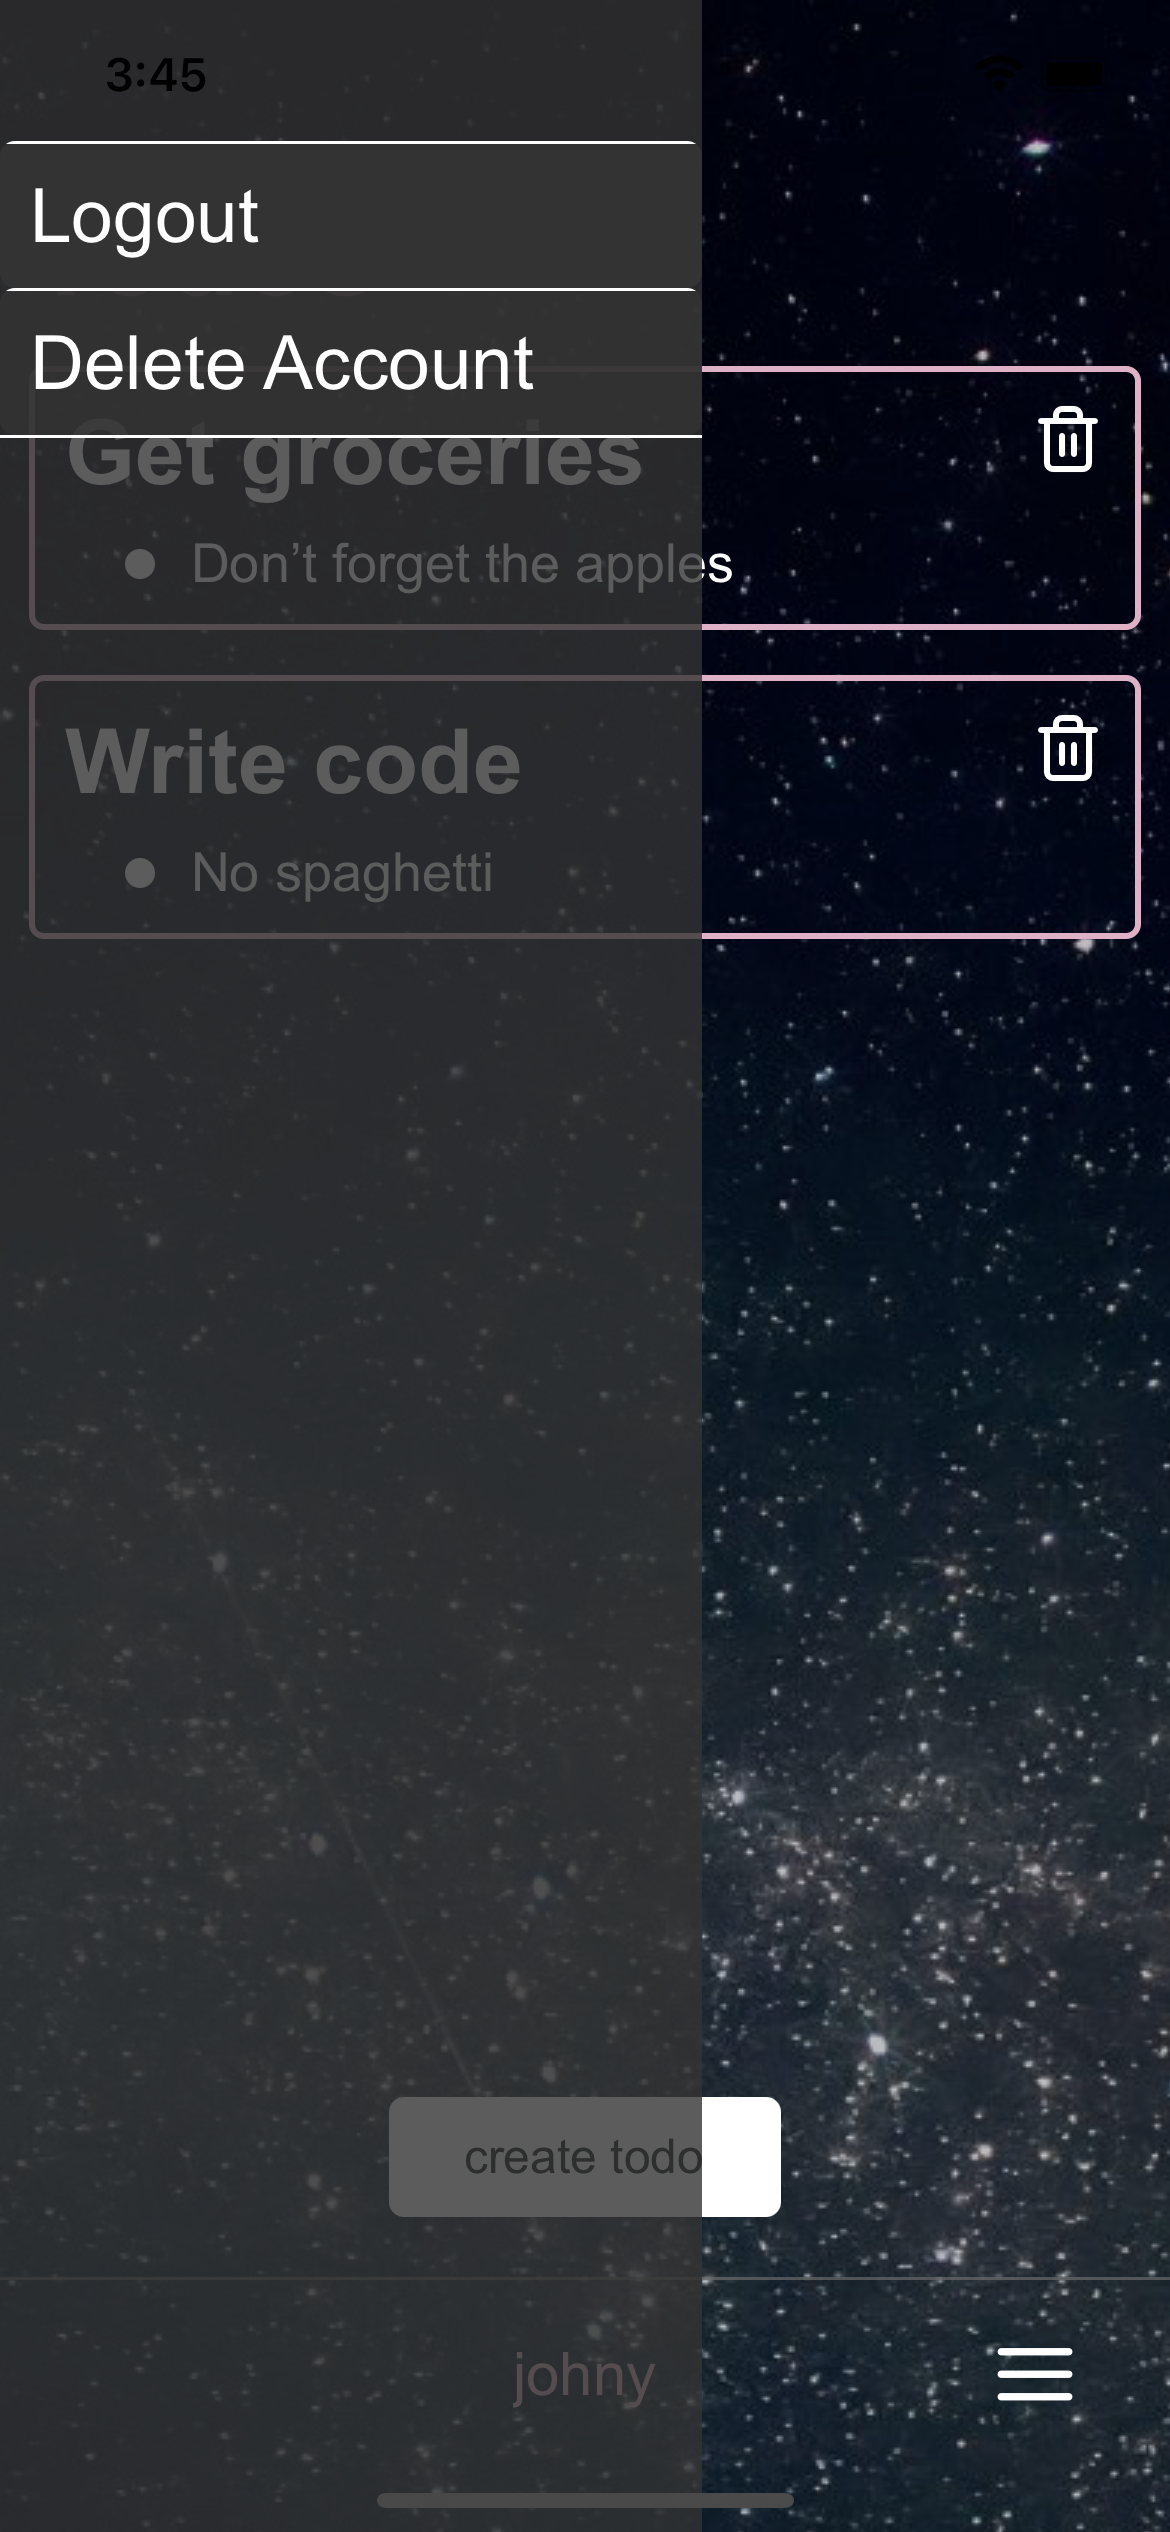 3:45
Logout
Delete Account
Get groceries
Don’t forget the apples
Write code
No spaghetti
create todo
johny